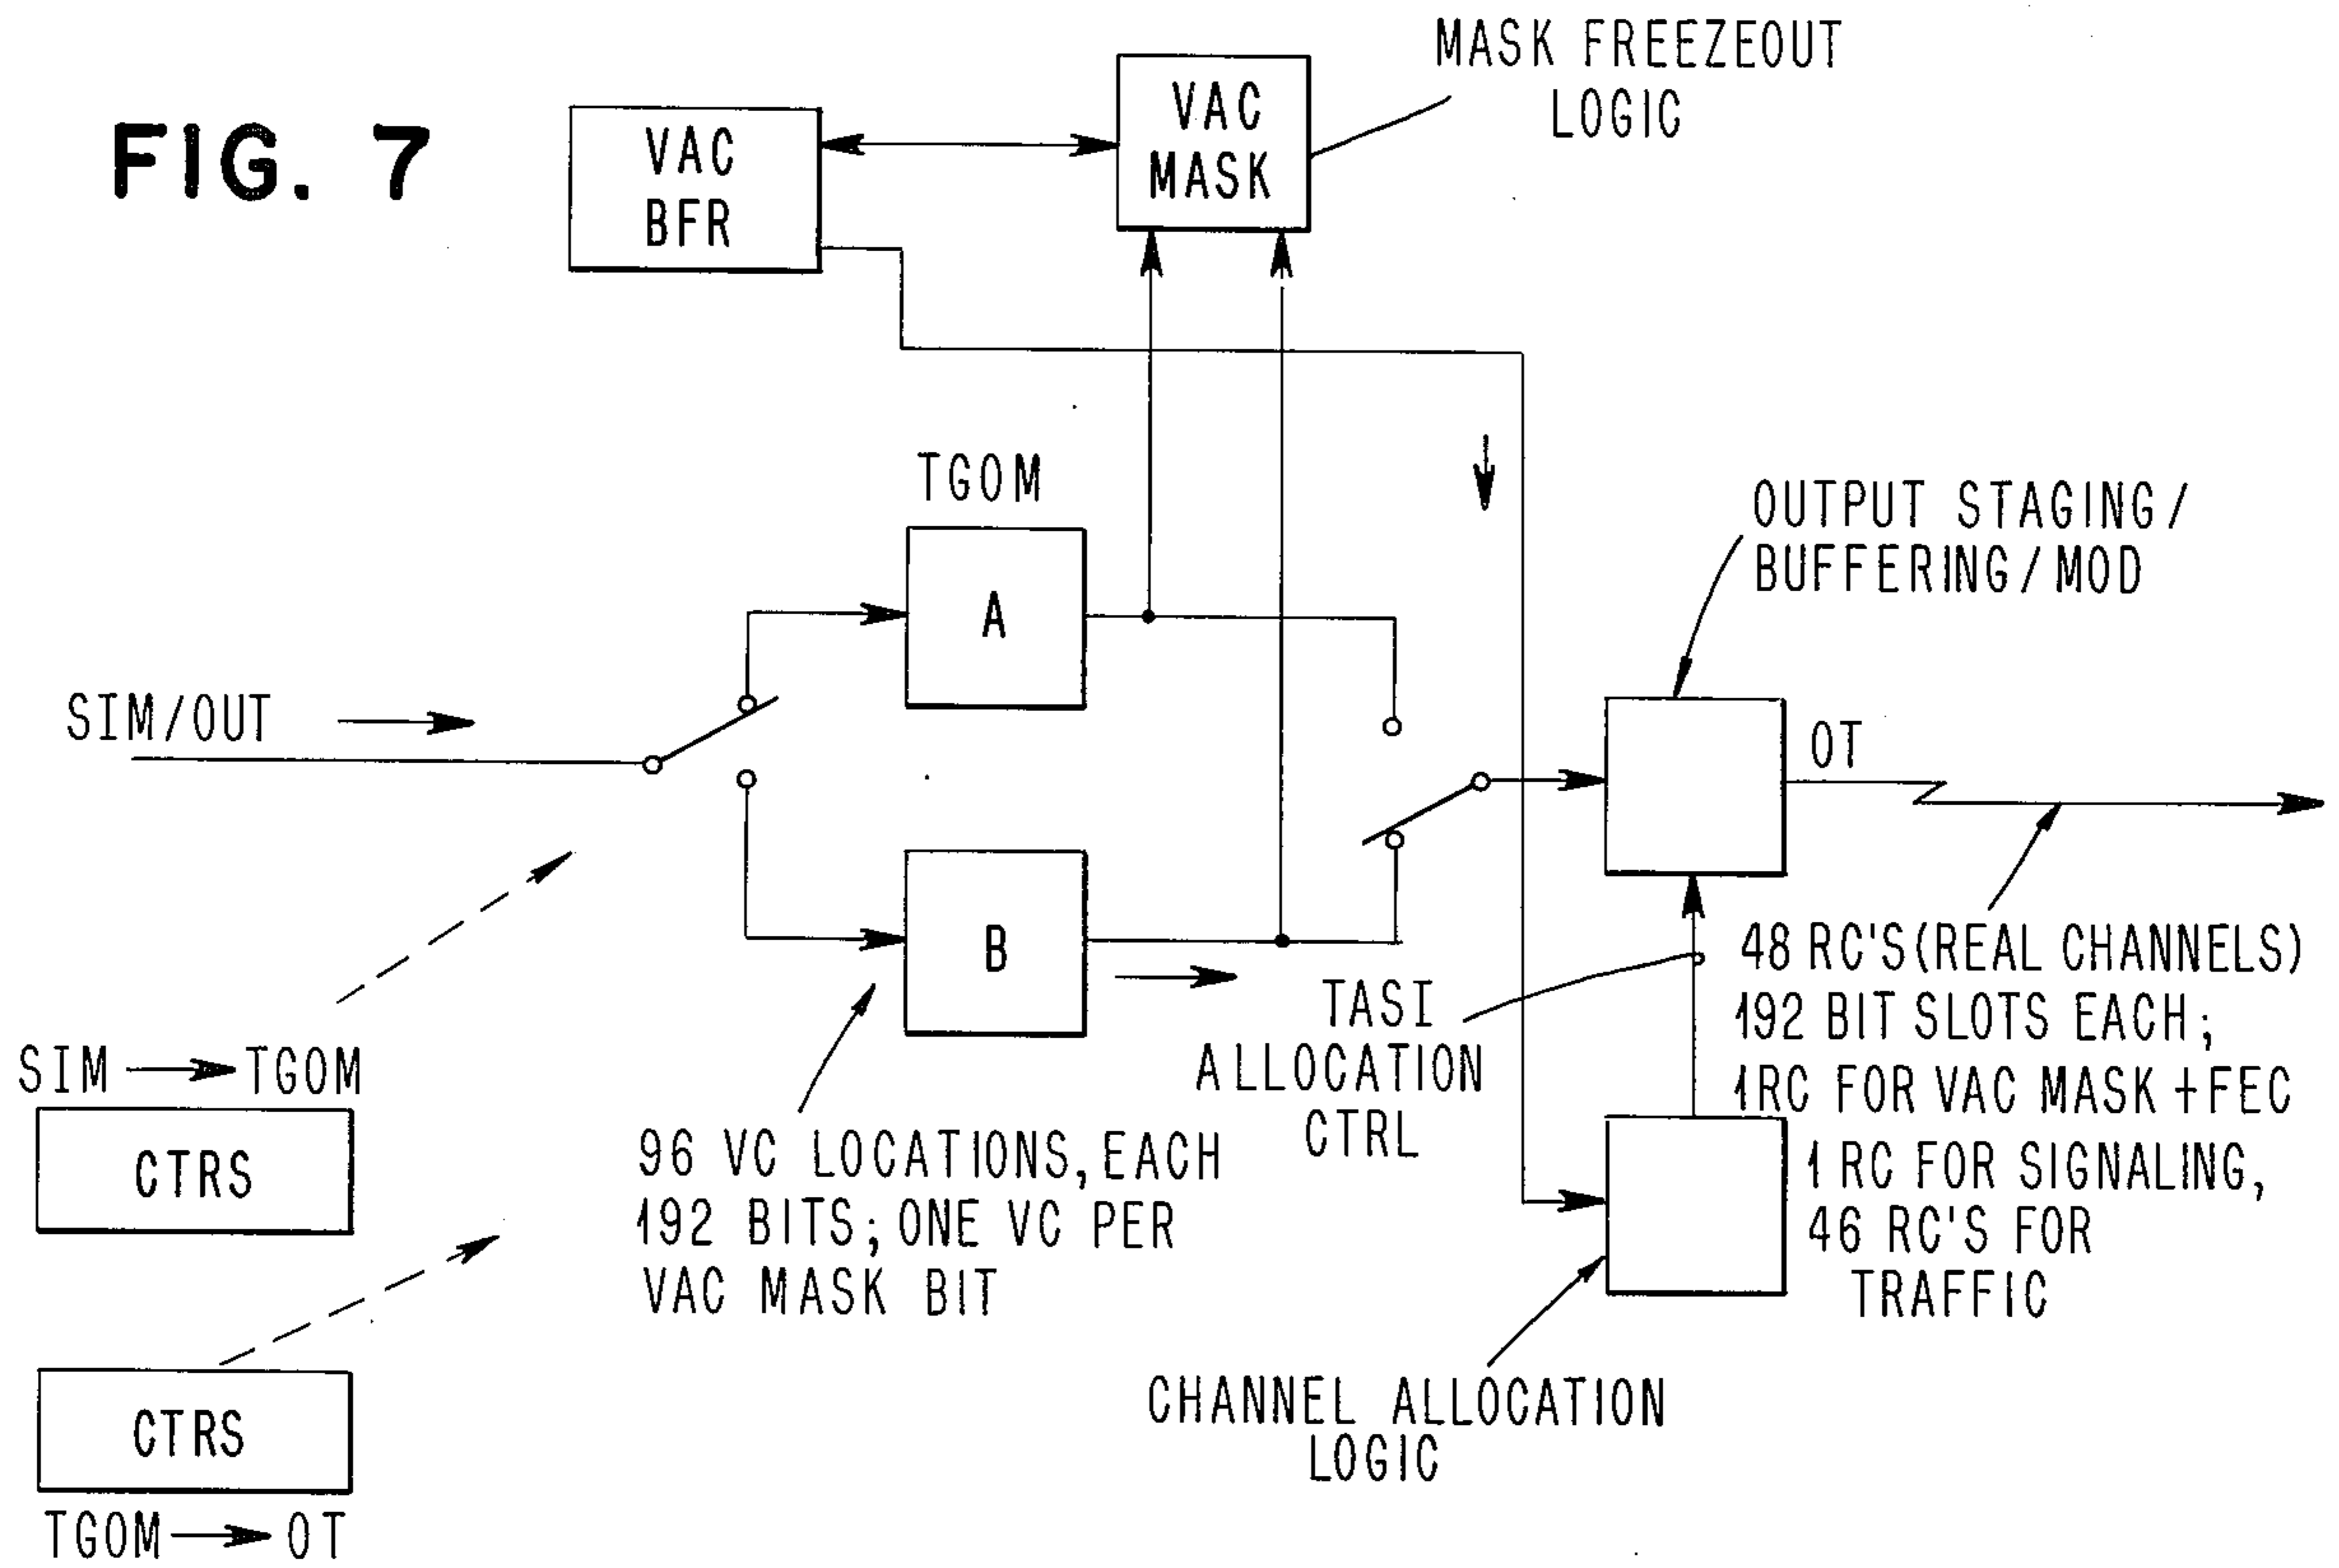 FIG. 7
VAC
BFR
VAC
MASK
MASK FREEZEOUT
LOGIC
TGOM
A
B
SIM/OUT
OUTPUT STAGING/
BUFFERING/MOD
OT
SIM → TGOM
CTRS
CTRS
TGOM → OT
96 VC LOCATIONS, EACH
192 BITS; ONE VC PER
VAC MASK BIT
TASI
ALLOCATION
CTRL
48 RC'S (REAL CHANNELS)
192 BIT SLOTS EACH;
1RC FOR VAC MASK + FEC
1 RC FOR SIGNALING,
46 RC'S FOR
TRAFFIC
CHANNEL ALLOCATION
LOGIC